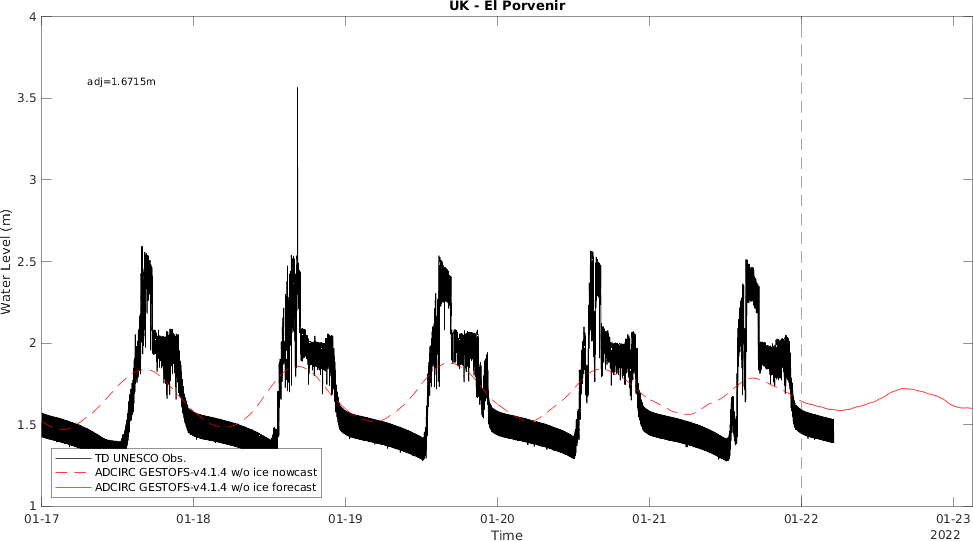 UK - El Porvenir
adj=1.6715m
4
3.5
3
2.5
2
1.5
1
Water Level (m)
TD UNESCO Obs.
ADCIRC GESTOFS-v4.1.4 w/o ice nowcast
ADCIRC GESTOFS-v4.1.4 w/o ice forecast
01-17
01-18
01-19
01-20
01-21
01-22
01-23
Time
2022